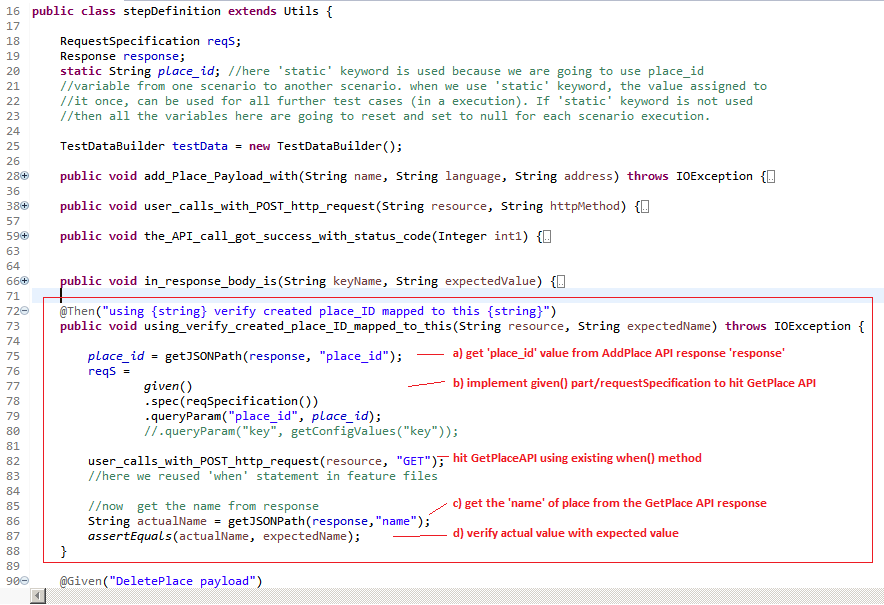 16 public class stepDefinition extends Utils {
17
18 RequestSpecification reqS;
19 Response response;
20 static String place_id; //here 'static' keyword is used because we are going to use place_id
21 //variable from one scenario to another scenario. when we use 'static' keyword, the value assigned to
22 //it once, can be used for all further test cases (in a execution). If 'static' keyword is not used
23 //then all the variables here are going to reset and set to null for each scenario execution.
24
25 TestDataBuilder testData = new TestDataBuilder();
26
28 public void add_Place_Payload_with(String name, String language, String address) throws IOException {
36
38 public void user_calls_with_POST_http_request(String resource, String httpMethod) {
57
59 public void the_API_call_got_success_with_status_code(Integer int1) {
63
64
66 public void in_response_body_is(String keyName, String expectedValue) {
71
72 @Then("using {string} verify created place_ID mapped to this {string}")
73 public void using_verify_created_place_ID_mapped_to_this(String resource, String expectedName) throws IOException {
74
75 place_id = getJSONPath(response, "place_id"); a) get 'place_id' value from AddPlace API response 'response'
76 reqS =
77 given() b) implement given() part/requestSpecification to hit GetPlace API
78 .spec(reqSpecification())
79 .queryParam("place_id", place_id);
80 //.queryParam("key", getConfigValues("key"));
81
82 user_calls_with_POST_http_request(resource, "GET"); hit GetPlaceAPI using existing when() method
83 //here we reused 'when' statement in feature files
84
85 //now  get the name from response c) get the 'name' of place from the GetPlace API response
86 String actualName = getJSONPath(response,"name");
87 assertEquals(actualName, expectedName); d) verify actual value with expected value
88 }
89
90 @Given("DeletePlace payload")